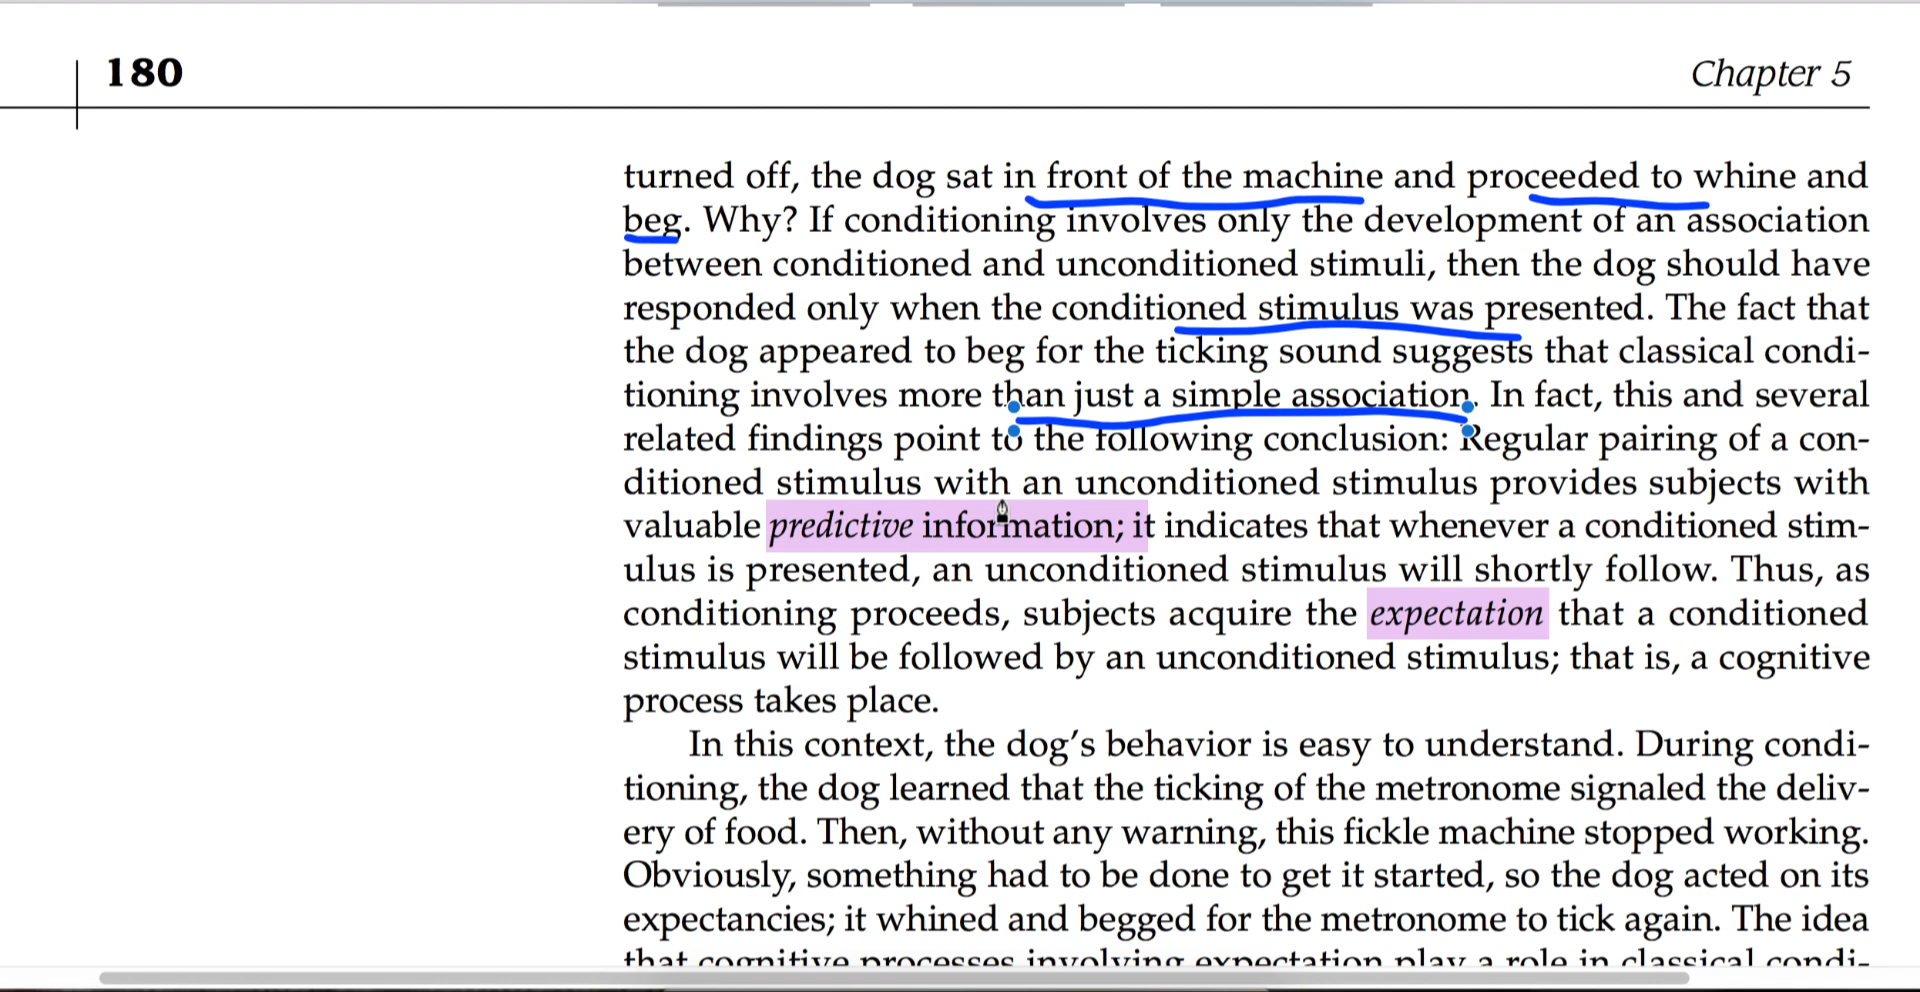 180
Chapter 5
turned off, the dog sat in front of the machine and proceeded to whine and
beg. Why? If conditioning involves only the development of an association
between conditioned and unconditioned stimuli, then the dog should have
responded only when the conditioned stimulus was presented. The fact that
the dog appeared to beg for the ticking sound suggests that classical condi-
tioning involves more than just a simple association. In fact, this and several
related findings point to the following conclusion: Regular pairing of a con-
ditioned stimulus with an unconditioned stimulus provides subjects with
valuable predictive information; it indicates that whenever a conditioned stim-
ulus is presented, an unconditioned stimulus will shortly follow. Thus, as
conditioning proceeds, subjects acquire the expectation that a conditioned
stimulus will be followed by an unconditioned stimulus; that is, a cognitive
process takes place.
In this context, the dog's behavior is easy to understand. During condi-
tioning, the dog learned that the ticking of the metronome signaled the deliv-
ery of food. Then, without any warning, this fickle machine stopped working.
Obviously, something had to be done to get it started, so the dog acted on its
expectancies; it whined and begged for the metronome to tick again. The idea
that cognitive processes involving expectation play a role in classical condi-